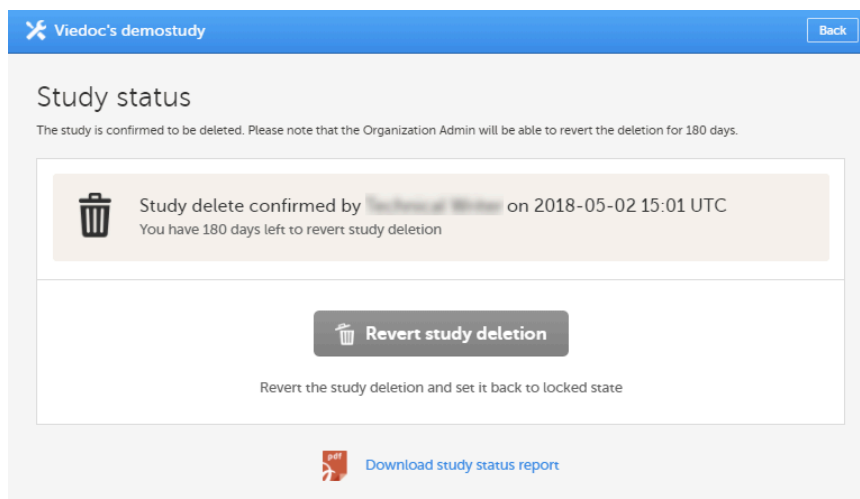 Viedoc's demostudy
Back
Study status
The study is confirmed to be deleted. Please note that the Organization Admin will be able to revert the deletion for 180 days.
Study delete confirmed by on 2018-05-02 15:01 UTC
You have 180 days left to revert study deletion
Revert study deletion
Revert the study deletion and set it back to locked state
pdf
Download study status report